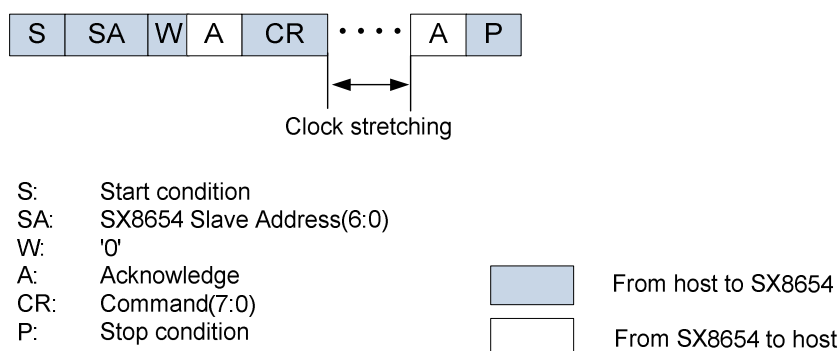 S SA W A CR •••• A P
Clock stretching
S: Start condition
SA: SX8654 Slave Address(6:0)
W: '0'
A: Acknowledge
CR: Command(7:0)
P: Stop condition
From host to SX8654
From SX8654 to host